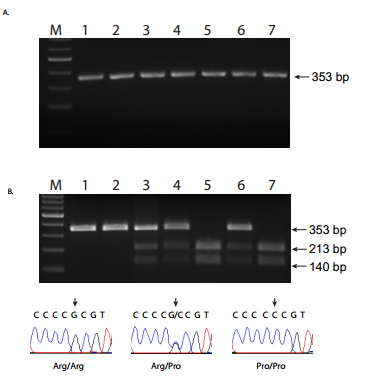 A.
M 1 2 3 4 5 6 7
353 bp
B.
M 1 2 3 4 5 6 7
353 bp
213 bp
140 bp
C C C C G C G T C C C C G/C C G T C C C C C C G T
Arg/Arg Arg/Pro Pro/Pro